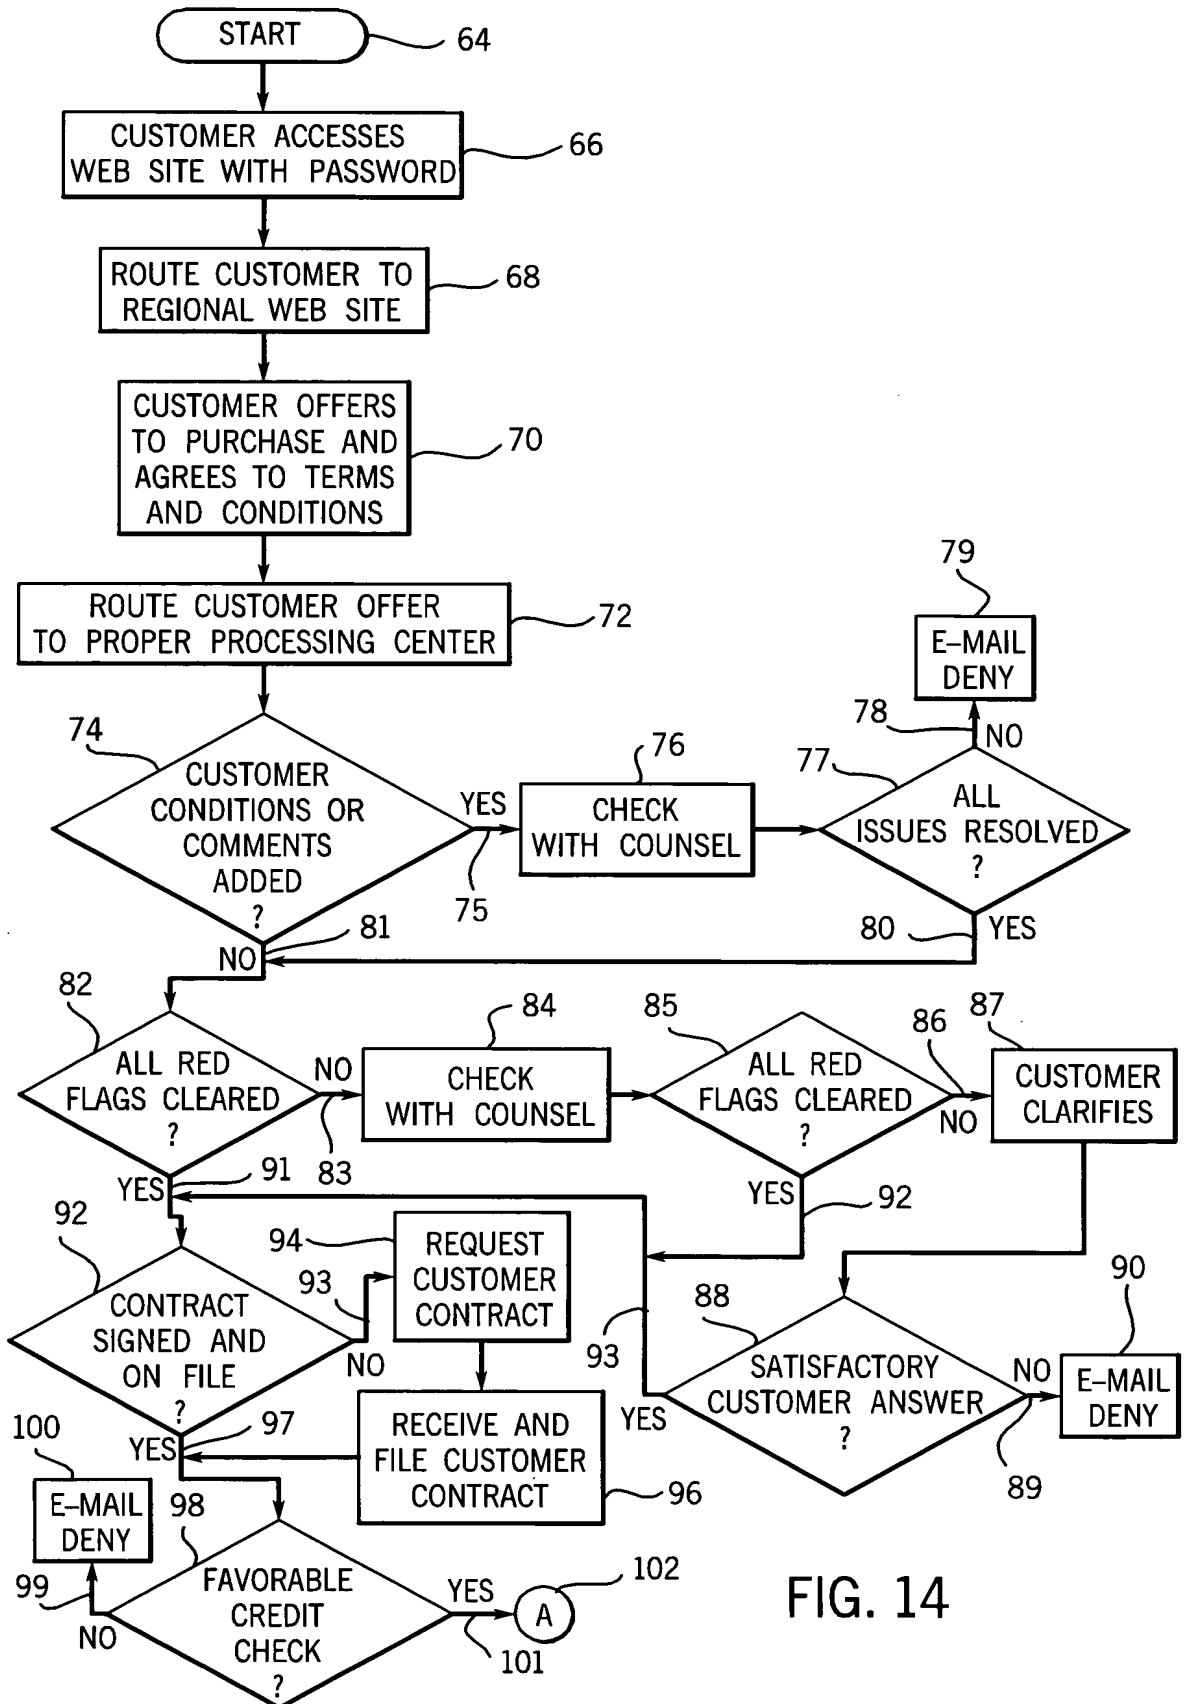 START
64
CUSTOMER ACCESSES
WEB SITE WITH PASSWORD
66
ROUTE CUSTOMER TO
REGIONAL WEB SITE
68
CUSTOMER OFFERS
TO PURCHASE AND
AGREES TO TERMS
AND CONDITIONS
70
ROUTE CUSTOMER OFFER
TO PROPER PROCESSING CENTER
72
79
E-MAIL
DENY
78
NO
74
CUSTOMER
CONDITIONS OR
COMMENTS
ADDED
?
YES
75
76
CHECK
WITH COUNSEL
77
ALL
ISSUES RESOLVED
?
80
YES
81
NO
82
ALL RED
FLAGS CLEARED
?
NO
83
84
CHECK
WITH COUNSEL
85
ALL RED
FLAGS CLEARED
?
86
NO
87
CUSTOMER
CLARIFIES
YES
91
YES
92
92
CONTRACT
SIGNED AND
ON FILE
?
93
NO
94
REQUEST
CUSTOMER
CONTRACT
93
YES
88
SATISFACTORY
CUSTOMER ANSWER
?
NO
89
90
E-MAIL
DENY
YES
97
RECEIVE AND
FILE CUSTOMER
CONTRACT
96
100
E-MAIL
DENY
99
NO
98
FAVORABLE
CREDIT
CHECK
?
YES
101
A
102
FIG. 14